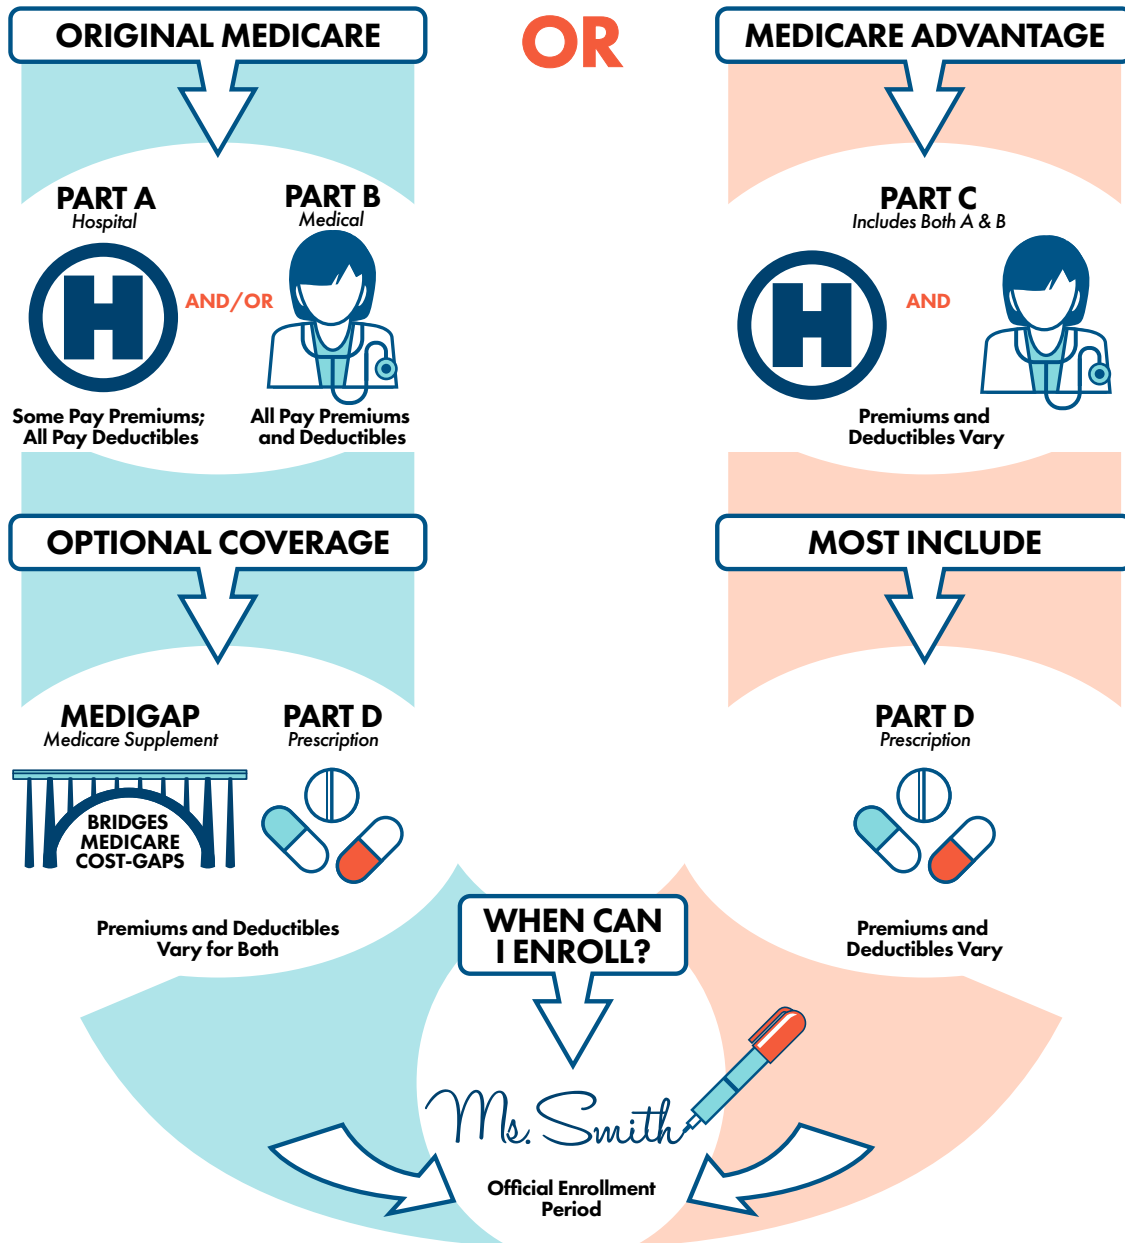 ORIGINAL MEDICARE
OR
MEDICARE ADVANTAGE
PART A
Hospital
H
Some Pay Premiums;
All Pay Deductibles
AND/OR
PART B
Medical
All Pay Premiums
and Deductibles
PART C
Includes Both A & B
H
AND
Premiums and
Deductibles Vary
OPTIONAL COVERAGE
MOST INCLUDE
MEDIGAP
Medicare Supplement
BRIDGES
MEDICARE
COST-GAPS
PART D
Prescription
Premiums and Deductibles
Vary for Both
PART D
Prescription
Premiums and
Deductibles Vary
WHEN CAN
I ENROLL?
Ms. Smith
Official Enrollment
Period